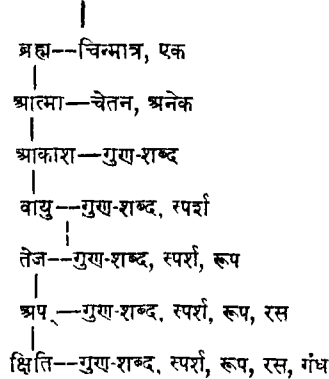 ब्रह्म--चिन्मात्र, एक
आत्मा—चेतन, अनेक
आकाश—गुण-शब्द
वायु--गुण-शब्द, स्पर्श
तेज--गुण-शब्द, स्पर्श, रूप
अप्--गुण-शब्द, स्पर्श, रूप, रस
क्षिति--गुण-शब्द, स्पर्श, रूप, रस, गंध